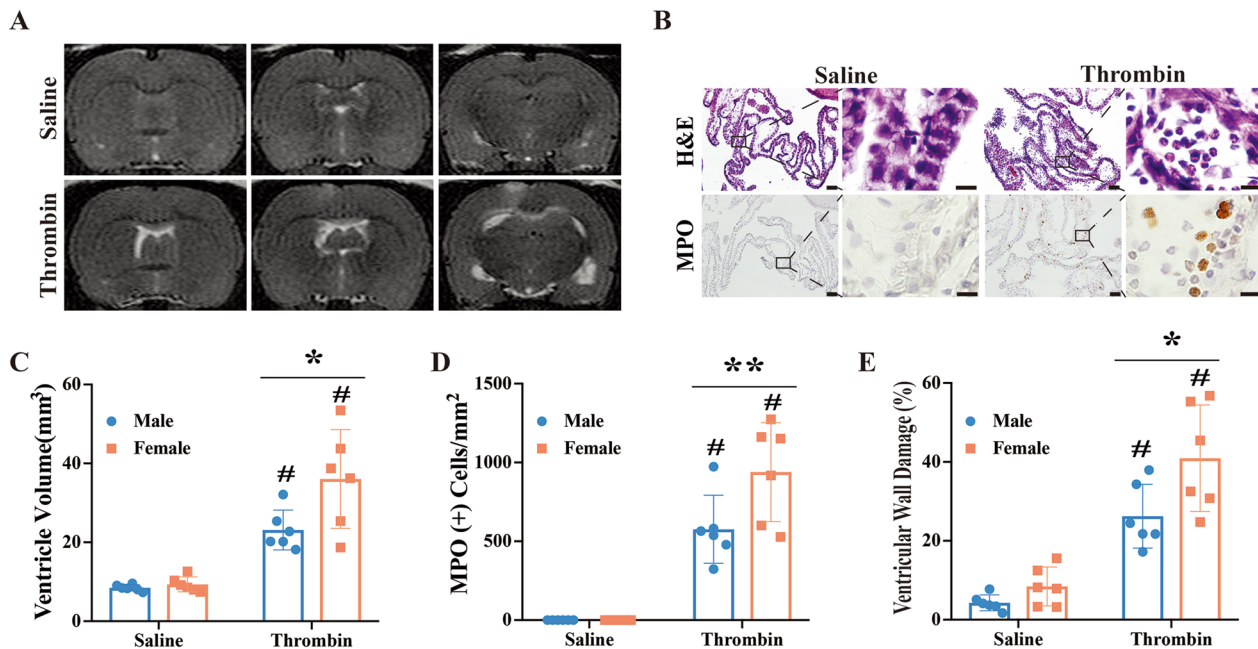 A
Saline
Thrombin
B
Saline
Thrombin
H&E
MPO
C
*
#
#
60
40
20
0
Ventricle Volume(mm³)
Male
Female
Saline
Thrombin
D
**
#
#
1500
1000
500
0
MPO (+) Cells/mm²
Male
Female
Saline
Thrombin
E
*
#
#
60
40
20
0
Ventricular Wall Damage (%)
Male
Female
Saline
Thrombin